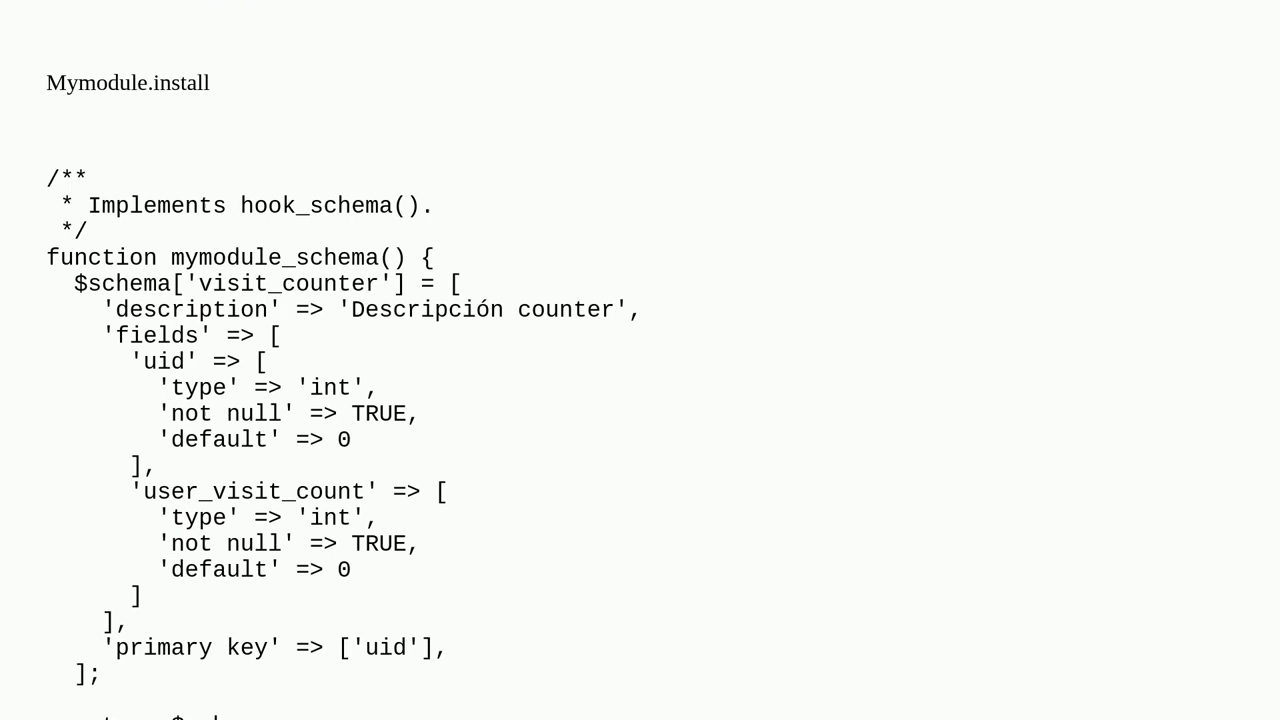 Mymodule.install
/**
 * Implements hook_schema().
 */
function mymodule_schema() {
  $schema['visit_counter'] = [
    'description' => 'Descripción counter',
    'fields' => [
      'uid' => [
        'type' => 'int',
        'not null' => TRUE,
        'default' => 0
      ],
      'user_visit_count' => [
        'type' => 'int',
        'not null' => TRUE,
        'default' => 0
      ]
    ],
    'primary key' => ['uid'],
  ];